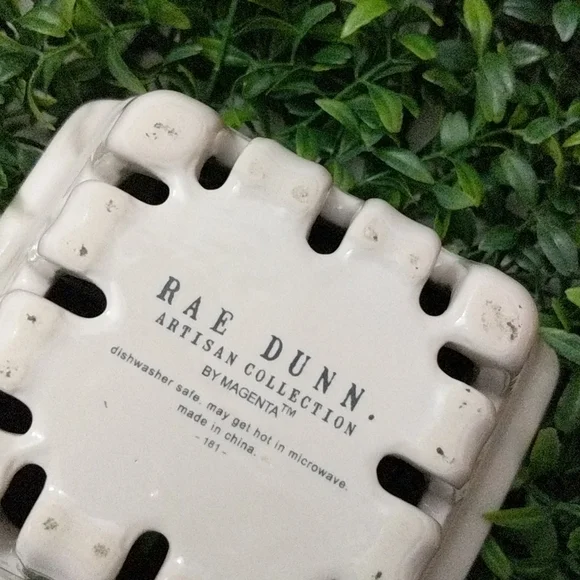 RAE DUNN.
ARTISAN COLLECTION
BY MAGENTA™
dishwasher safe. may get hot in microwave.
made in china.
- 181 -